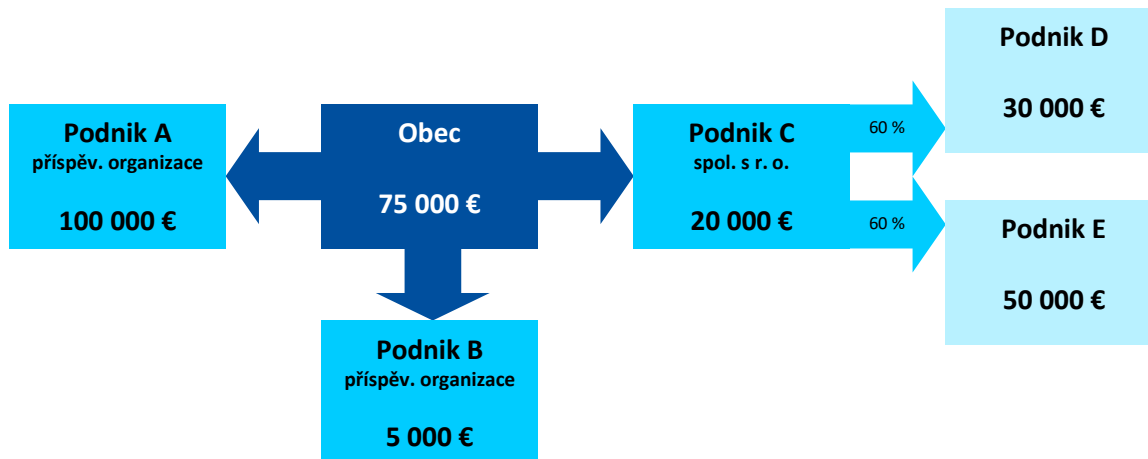 Podnik A
příspěv. organizace
100 000 €
Obec
75 000 €
Podnik B
příspěv. organizace
5 000 €
Podnik C
spol. s r. o.
20 000 €
60 %
60 %
Podnik D
30 000 €
Podnik E
50 000 €